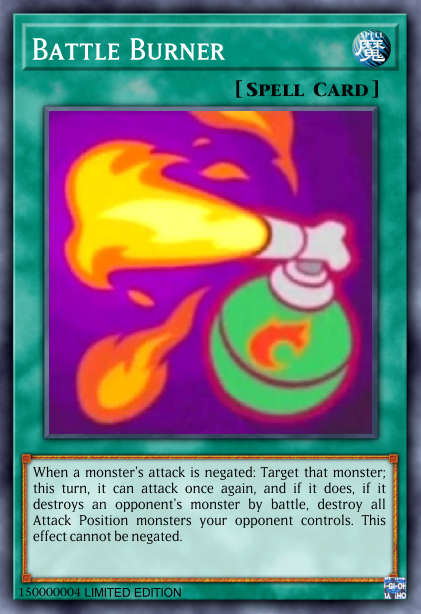 Battle Burner
SPELL
魔
[Spell Card]
When a monster's attack is negated: Target that monster;
this turn, it can attack once again, and if it does, if it
destroys an opponent's monster by battle, destroy all
Attack Position monsters your opponent controls. This
effect cannot be negated.
150000004 LIMITED EDITION